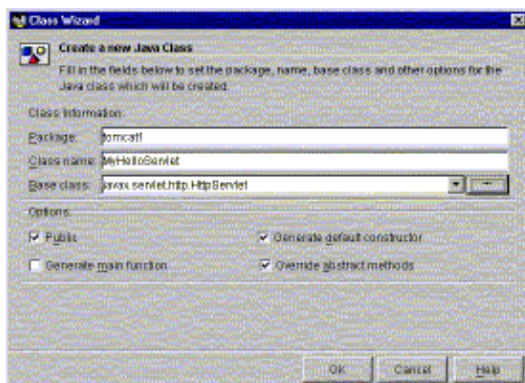 Class Wizard
Create a new Java Class
Fill in the fields below to set the package, name, base class and other options for the
Java class which will be created.
Class Information:
Package: tomcat1
Class name: MyHelloServlet
Base class: javax.servlet.http.HttpServlet
Options:
Public
Generate default constructor
Generate main function
Override abstract methods
OK
Cancel
Help